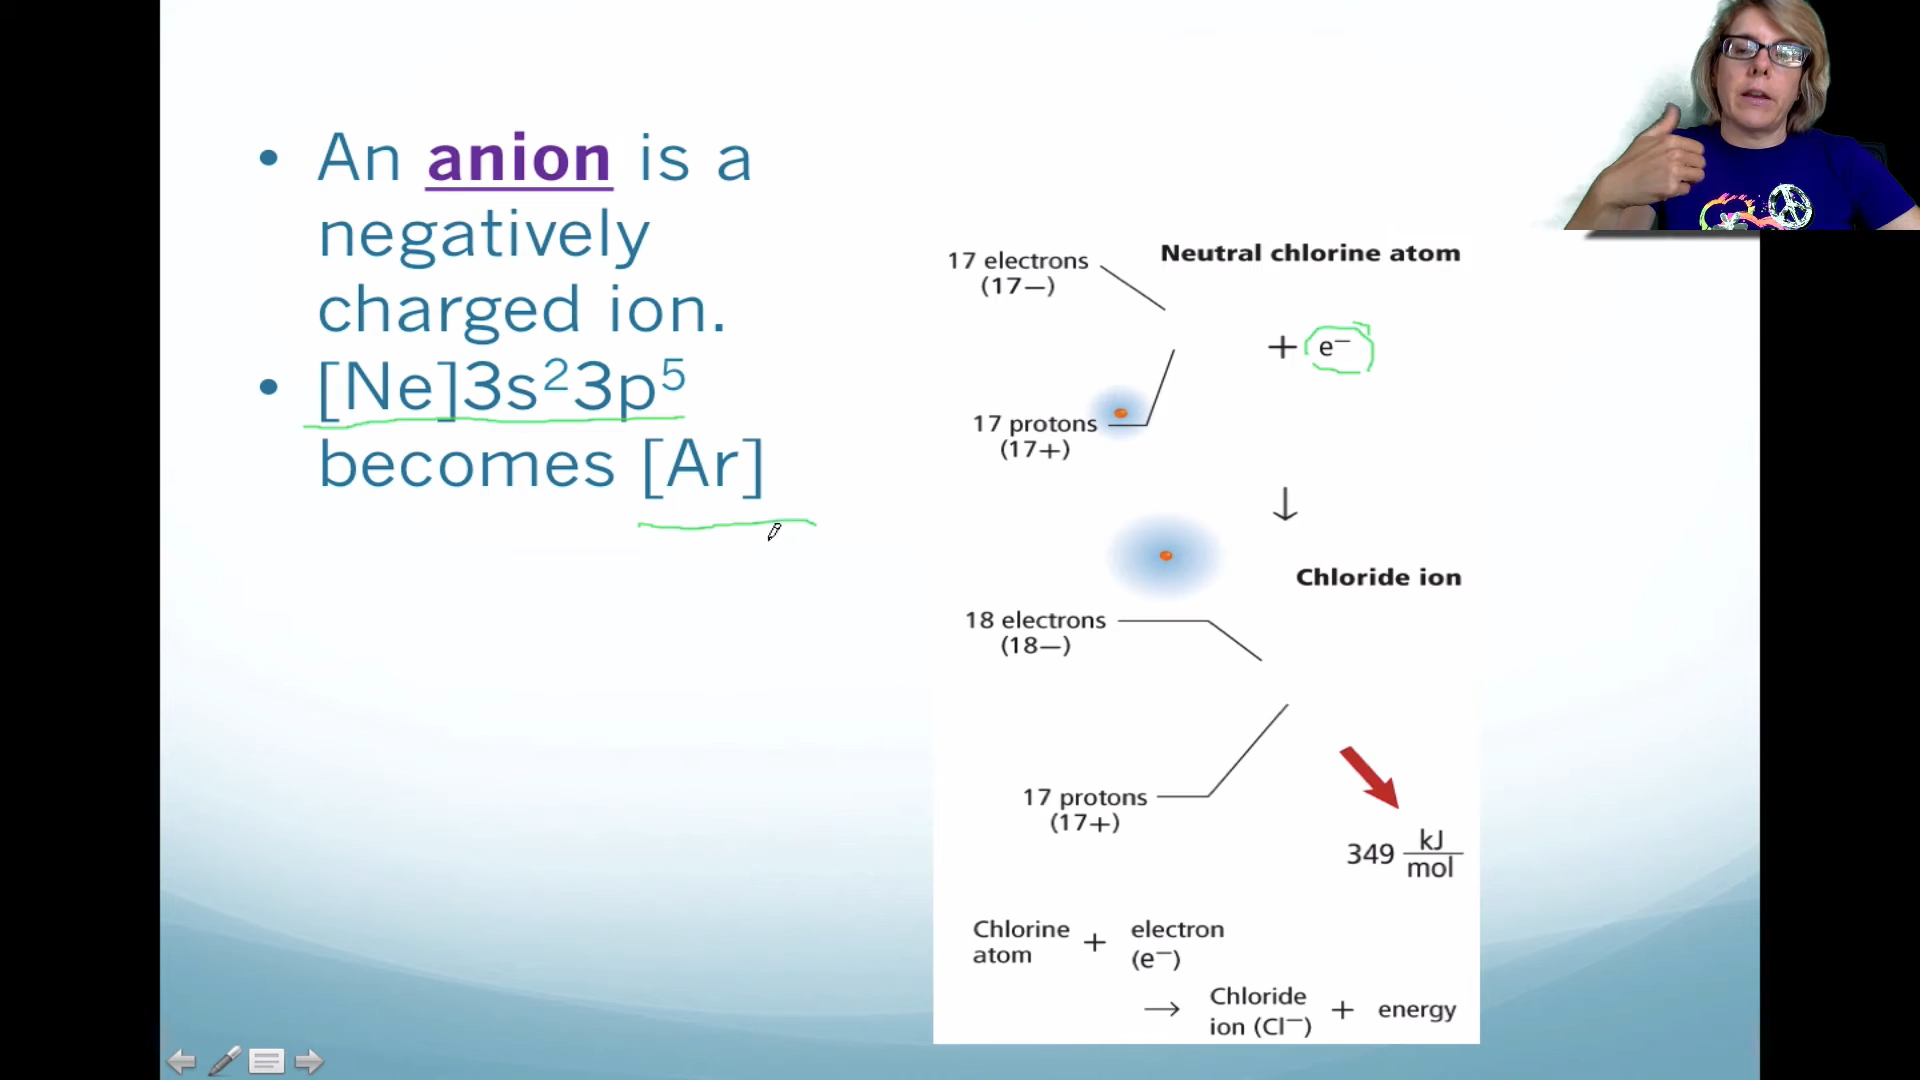 • An anion is a
negatively
charged ion.
• [Ne]3s²3p⁵
becomes [Ar]
17 electrons
(17−)
Neutral chlorine atom
+ e⁻
17 protons
(17+)
↓
Chloride ion
18 electrons
(18−)
17 protons
(17+)
349 kJ/mol
Chlorine atom + electron (e⁻)
→ Chloride ion (Cl⁻) + energy